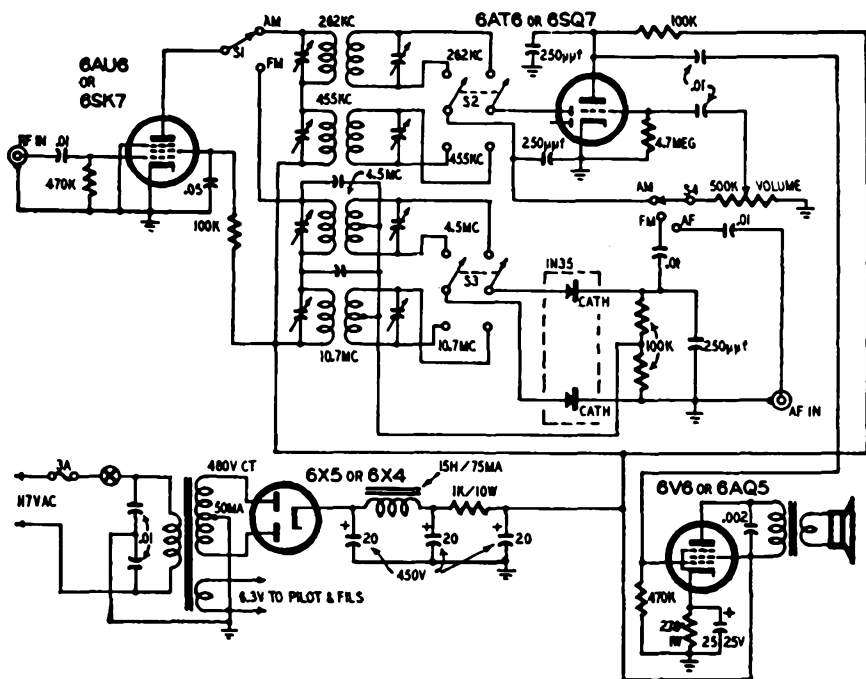 AM
262KC
6AT6 OR 6SQ7
100K
S1
6AU6
OR
6SK7
FM
250µµf
262KC
S2
.01
455KC
RF IN
.01
470K
.05
100K
455KC
250µµf
4.7MEG
4.5MC
AM
S4
500K
VOLUME
FM
AF
.01
.01
4.5MC
S3
1N35
CATH
100K
250µµf
10.7MC
10.7MC
CATH
AF IN
3A
480V CT
6X5 OR 6X4
15H/75MA
1K/10W
117VAC
50MA
.01
+
20
+
20
+
20
450V
6.3V TO PILOT & FILS
6V6 OR 6AQ5
.002
470K
+
1W
25-25V